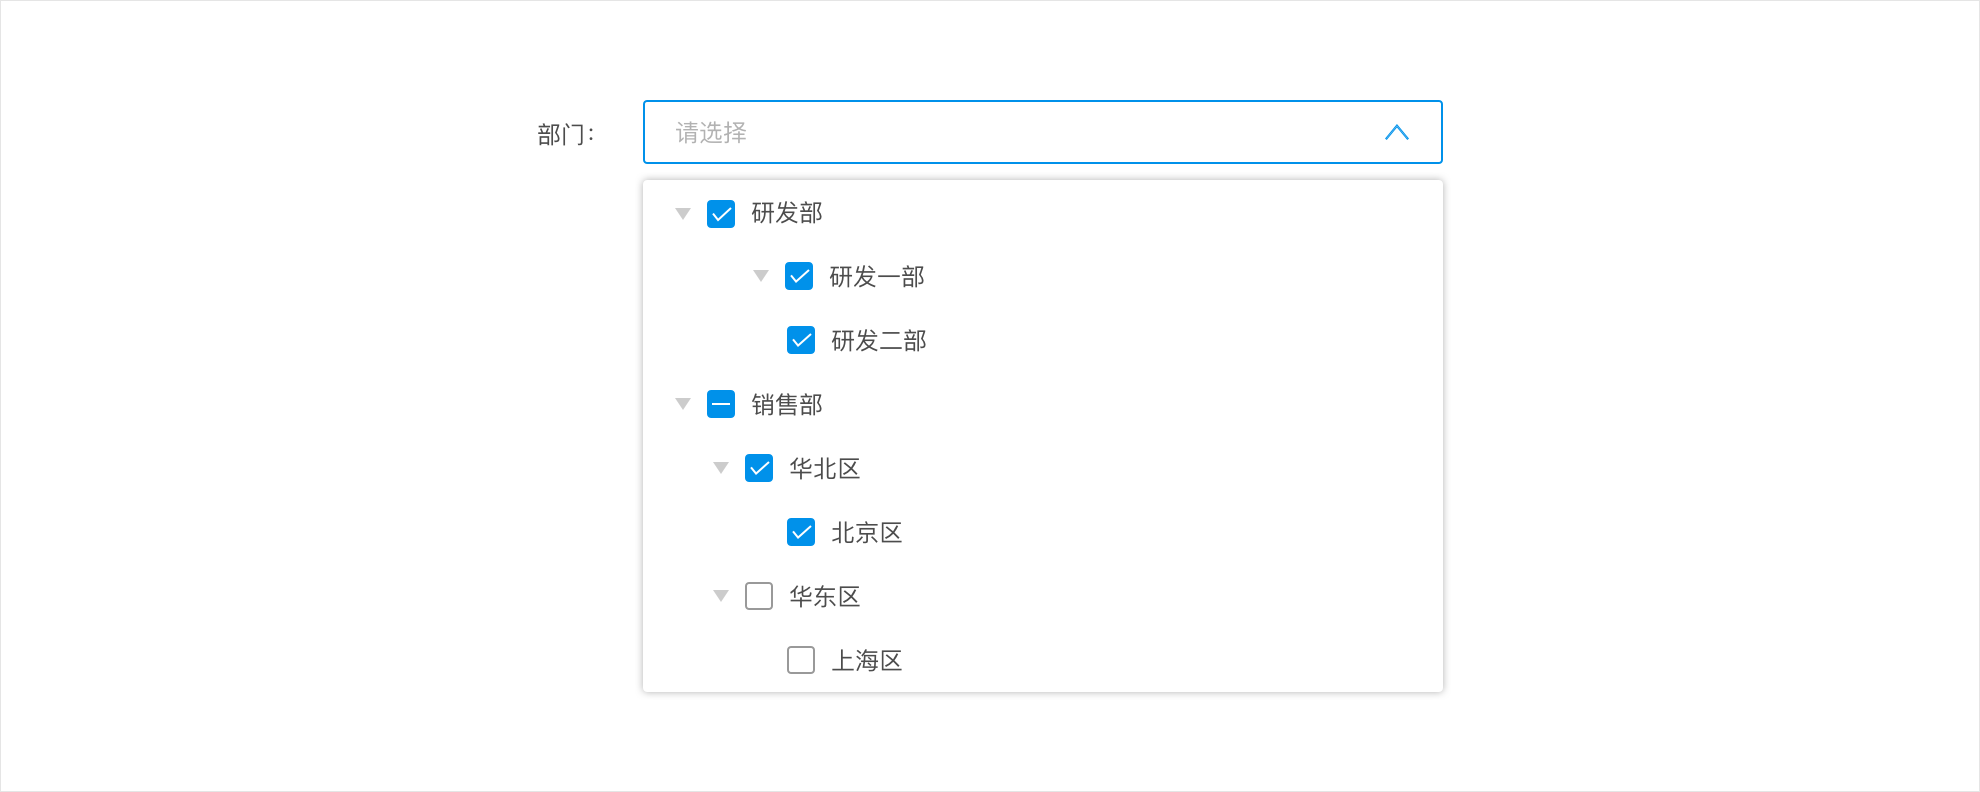 部门： 请选择
研发部
研发一部
研发二部
销售部
华北区
北京区
华东区
上海区